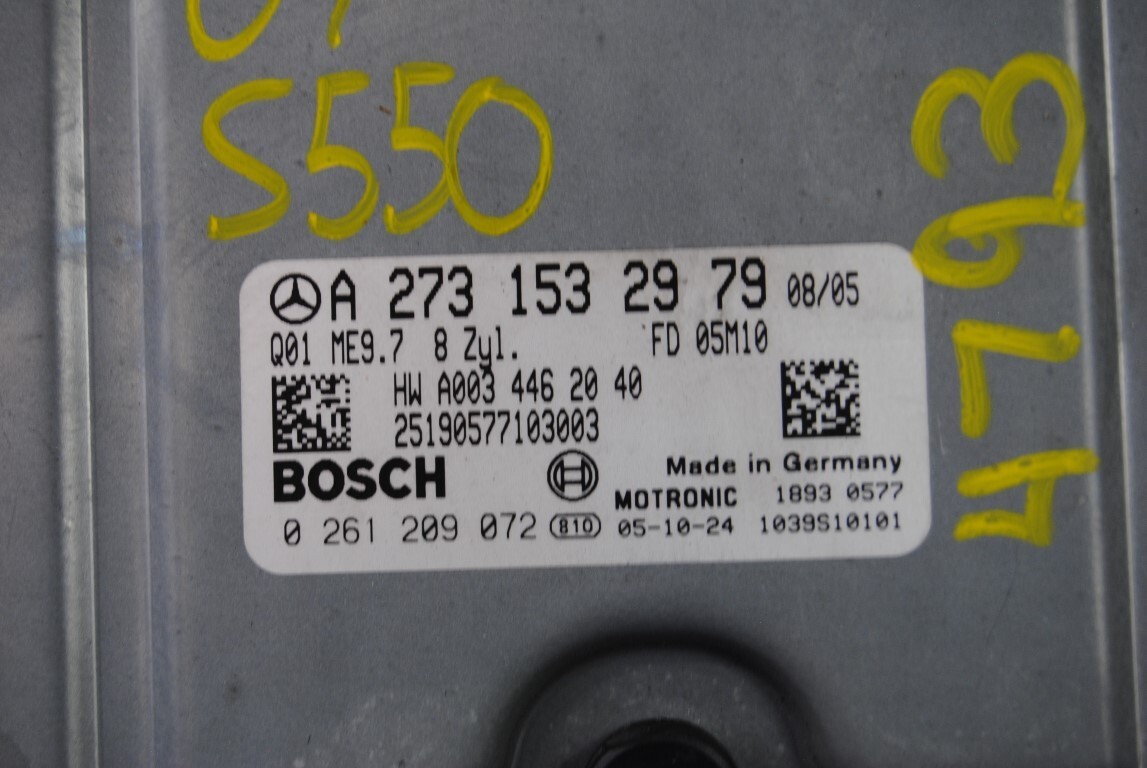 S550
4793
A 273 153 29 79 08/05
Q01 ME9.7 8 Zyl. FD 05M10
HW A003 446 20 40
25190577103003
BOSCH
Made in Germany
MOTRONIC 1893 0577
0 261 209 072 810 05-10-24 1039S10101